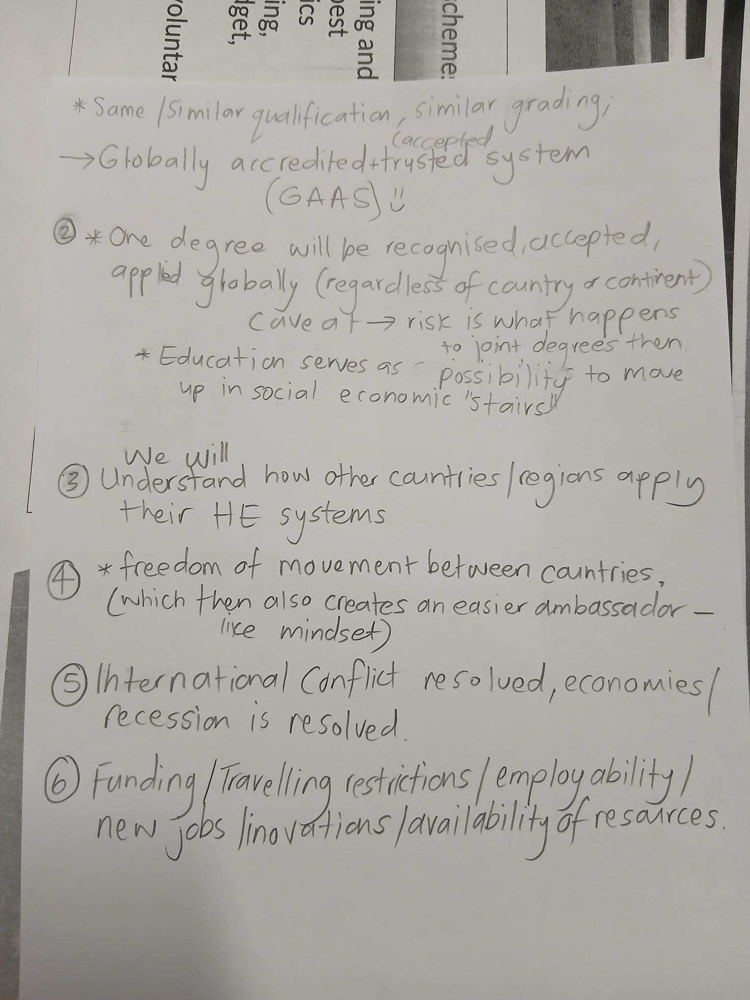 voluntar
dget,
ing,
ics
best
ing and
scheme
* Same / Similar qualification, similar grading;
(accepted
→ Globally accredited + trusted system
(GAAS)
② * One degree will be recognised, accepted,
applied globally (regardless of country or continent)
Caveat → risk is what happens
to joint degrees then.
* Education serves as possibility to move
up in social economic "stairs"
We will
③ Understand how other countries / regions apply
their HE systems
④ * freedom of movement between countries,
(which then also creates an easier ambassador -
like mindset)
⑤ International Conflict resolved, economies /
recession is resolved.
⑥ Funding / Travelling restrictions / employability /
new jobs / inovations / availability of resources.